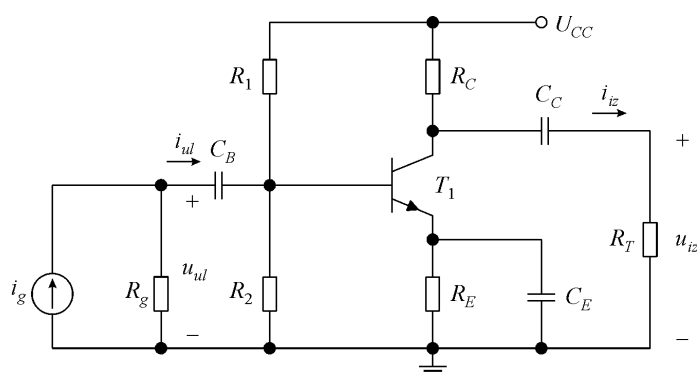 U_CC
R_1
R_C
C_C
i_iz
i_ul
C_B
+
+
T_1
i_g
R_g
u_ul
R_2
R_E
C_E
R_T
u_iz
–
–